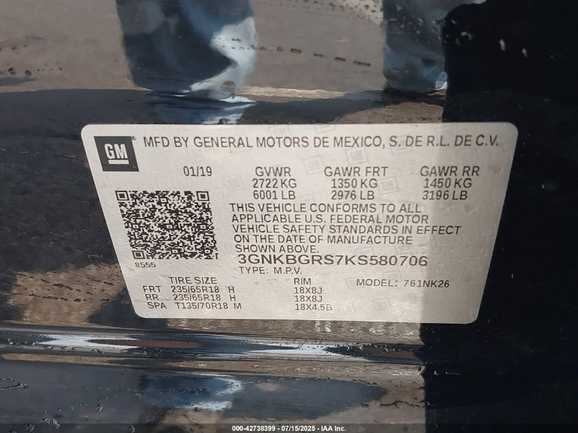 GM MFD BY GENERAL MOTORS DE MEXICO, S. DE R.L. DE C.V.
01/19 GVWR GAWR FRT GAWR RR
2722 KG 1350 KG 1450 KG
6001 LB 2976 LB 3196 LB
THIS VEHICLE CONFORMS TO ALL
APPLICABLE U.S. FEDERAL MOTOR
VEHICLE SAFETY STANDARDS IN EFFECT
ON THE DATE OF MANUFACTURE SHOWN ABOVE.
3GNKBGRS7KS580706
8555 TYPE: M.P.V.
TIRE SIZE RIM MODEL: 761NK26
FRT 235/65R18 H 18X8J
RR 235/65R18 H 18X8J
SPA T135/70R18 M 18X4.5B
000-42738399 - 07/15/2025 - IAA Inc.